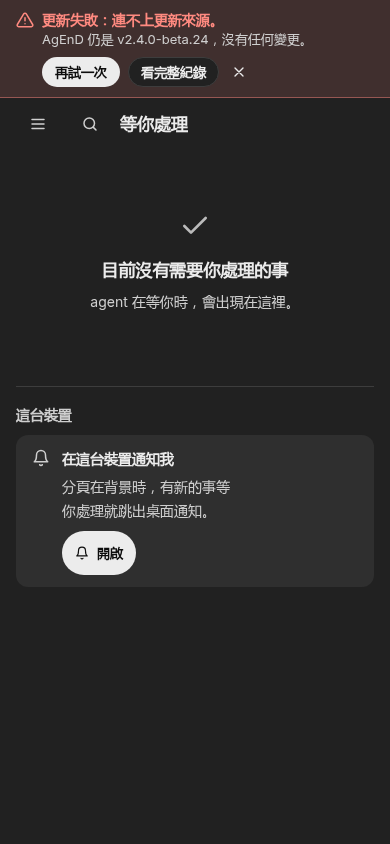 更新失敗：連不上更新來源。
AgEnD 仍是 v2.4.0-beta.24，沒有任何變更。
再試一次
看完整紀錄
等你處理
目前沒有需要你處理的事
agent 在等你時，會出現在這裡。
這台裝置
在這台裝置通知我
分頁在背景時，有新的事等
你處理就跳出桌面通知。
開啟